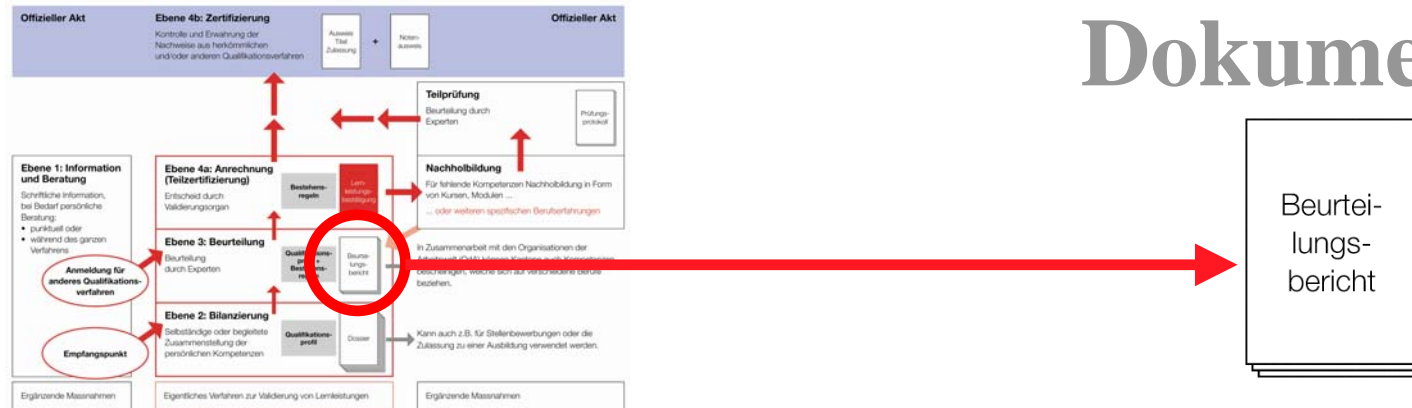 Offizieller Akt
Ebene 4b: Zertifizierung
Kontrolle und Erwahrung der
Nachweise aus herkömmlichen
und/oder anderen Qualifikationsverfahren
Ausweis
Titel
Zulassung
+
Noten-
ausweis
Offizieller Akt
Dokume
Teilprüfung
Beurteilung durch
Experten
Prüfungs-
protokoll
Ebene 1: Information
und Beratung
Schriftliche Information,
bei Bedarf persönliche
Beratung:
• punktuell oder
• während des ganzen
Verfahrens
Anmeldung für
anderes Qualifikations-
verfahren
Empfangspunkt
Ebene 4a: Anrechnung
(Teilzertifizierung)
Entscheid durch
Validierungsorgan
Bestehens-
regeln
Lern-
leistungs-
bestätigung
Nachholbildung
Für fehlende Kompetenzen Nachholbildung in Form
von Kursen, Modulen ...
... oder weiteren spezifischen Berufserfahrungen
Ebene 3: Beurteilung
Beurteilung
durch Experten
Beurtei-
lungs-
bericht
In Zusammenarbeit mit den Organisationen der
beziehen.
Ebene 2: Bilanzierung
Selbständige oder begleitete
Zusammenstellung der
persönlichen Kompetenzen
Qualifikations-
profil
Dossier
Kann auch z.B. für Stellenbewerbungen oder die
Zulassung zu einer Ausbildung verwendet werden.
Ergänzende Massnahmen
Eigentliches Verfahren zur Validierung von Lernleistungen
Ergänzende Massnahmen
Beurtei-
lungs-
bericht